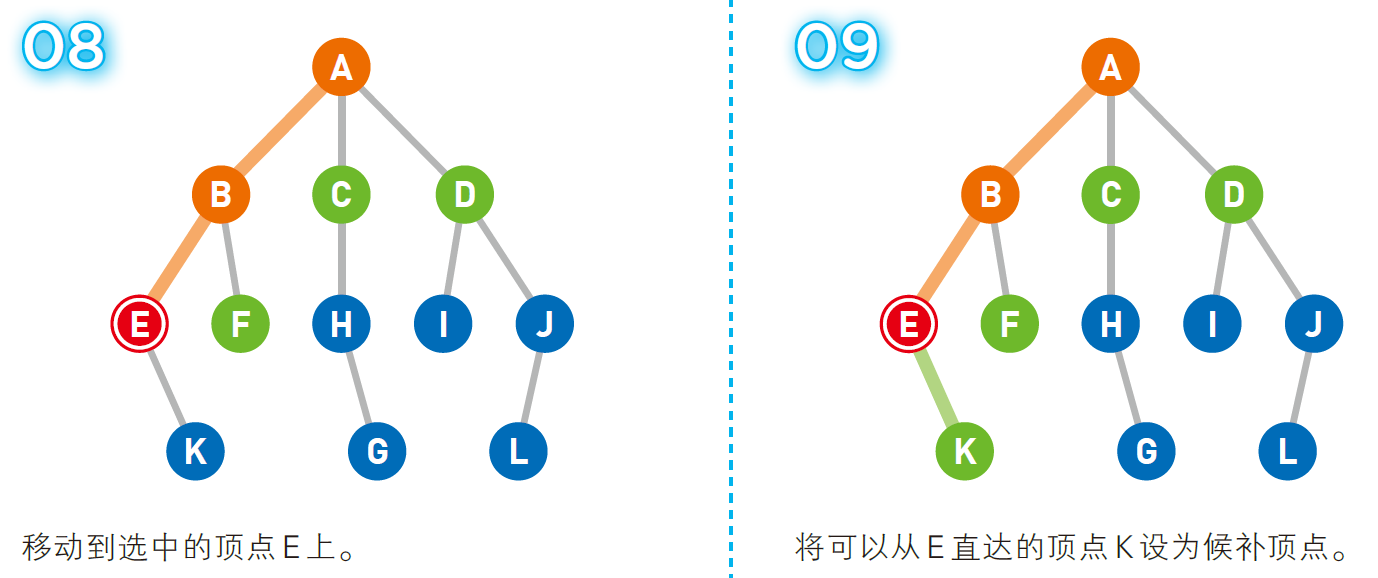 08
A
B C D
E F H I J
K G L
移动到选中的顶点E上。
09
A
B C D
E F H I J
K G L
将可以从E直达的顶点K设为候补顶点。